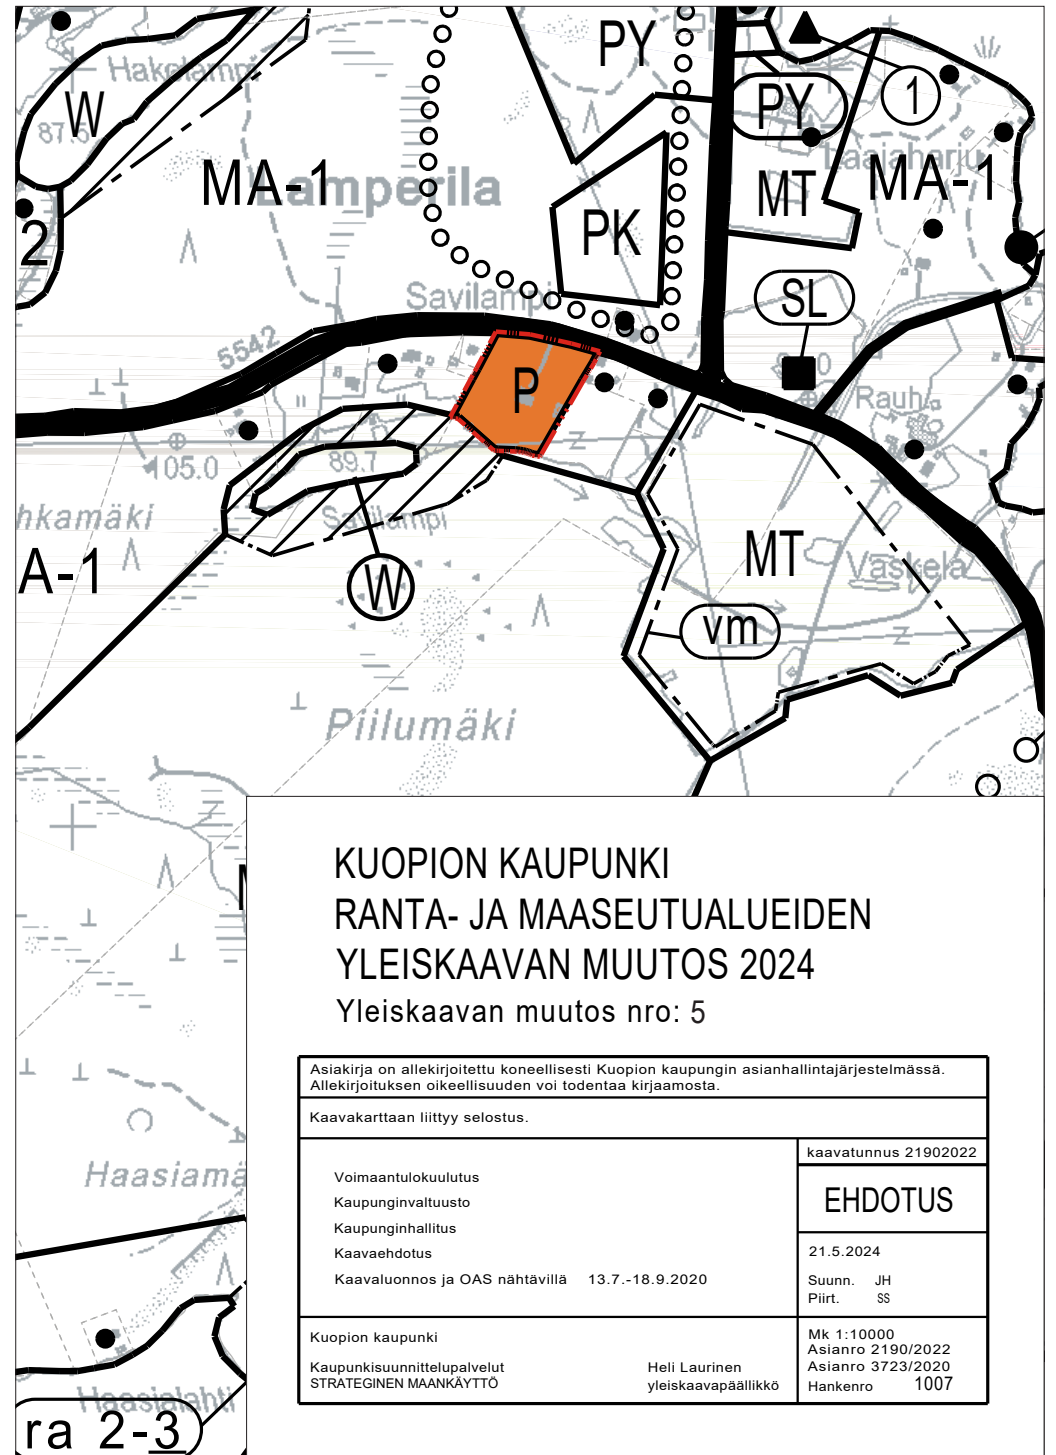 PY
Hakolampi
W
87.
PY
1
MA-1
Lamperila
MT
Laajaharju
MA-1
2
PK
SL
Savilampi
5542
P
Rauh
105.0
89.7
hkamäki
Savilampi
A-1
W
MT
Vaskela
vm
Piilumäki
KUOPION KAUPUNKI
RANTA- JA MAASEUTUALUEIDEN
YLEISKAAVAN MUUTOS 2024
Yleiskaavan muutos nro: 5
Asiakirja on allekirjoitettu koneellisesti Kuopion kaupungin asianhallintajärjestelmässä.
Allekirjoituksen oikeellisuuden voi todentaa kirjaamosta.
Kaavakarttaan liittyy selostus.
kaavatunnus 21902022
Voimaantulokuulutus
Kaupunginvaltuusto
Kaupunginhallitus
Kaavaehdotus
Kaavaluonnos ja OAS nähtävillä 13.7.-18.9.2020
EHDOTUS
21.5.2024
Suunn. JH
Piirt. SS
Haasiamä
Kuopion kaupunki
Kaupunkisuunnittelupalvelut
STRATEGINEN MAANKÄYTTÖ
Heli Laurinen
yleiskaavapäällikkö
Mk 1:10000
Asianro 2190/2022
Asianro 3723/2020
Hankenro 1007
Haasialahti
ra 2-3